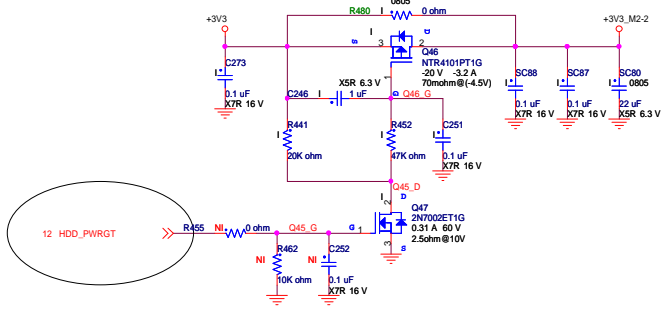 0805
R480 I 0 ohm
+3V3
+3V3_M2-2
I D
S 3 2
Q46
NTR4101PT1G
-20 V -3.2 A
70mohm@(-4.5V)
1
G Q46_G
C273
I
0.1 uF
X7R 16 V
X5R 6.3 V
C246 I 1 uF
SC88
I
0.1 uF
X7R 16 V
SC87
I
0.1 uF
X7R 16 V
SC80
0805
I
22 uF
X5R 6.3 V
R441
I
20K ohm
R452
I
47K ohm
C251
I
0.1 uF
X7R 16 V
Q45_D
I 2 D
Q47
2N7002ET1G
0.31 A 60 V
2.5ohm@10V
G 1
3 S
12 HDD_PWRGT
R455 NI 0 ohm
Q45_G
R462
NI
10K ohm
C252
NI
0.1 uF
X7R 16 V